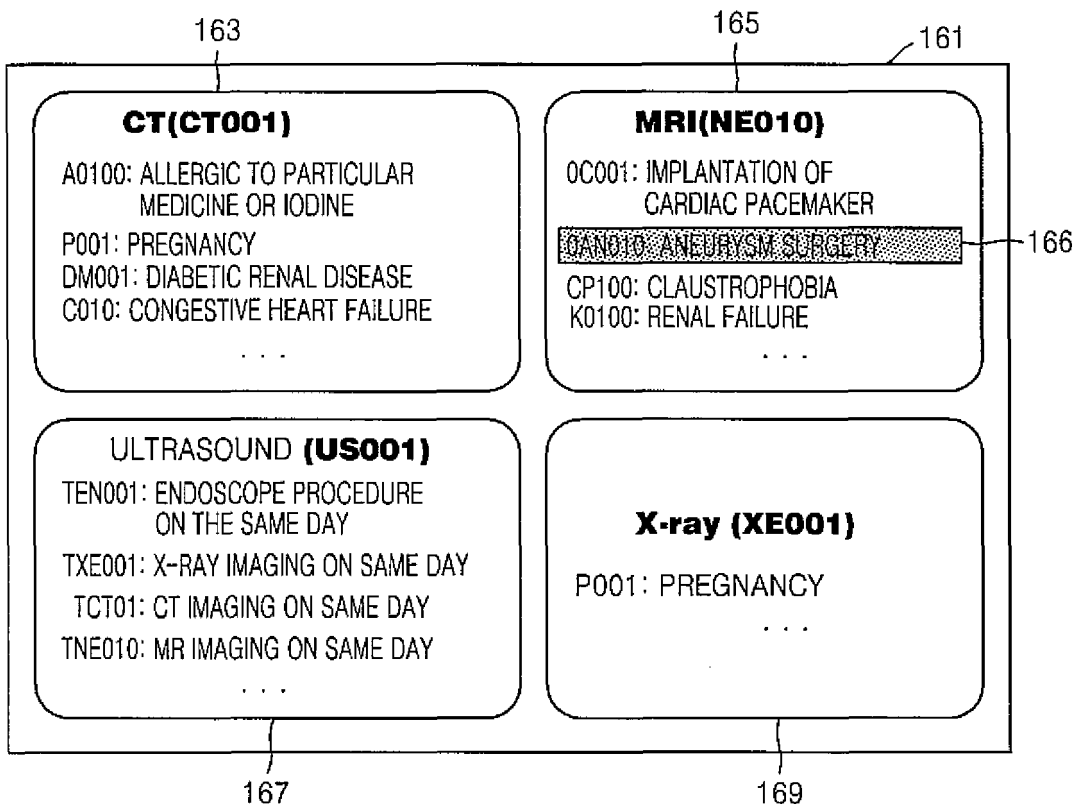 163
165
161
CT(CT001)
A0100: ALLERGIC TO PARTICULAR
MEDICINE OR IODINE
P001: PREGNANCY
DM001: DIABETIC RENAL DISEASE
C010: CONGESTIVE HEART FAILURE
. . .
MRI(NE010)
0C001: IMPLANTATION OF
CARDIAC PACEMAKER
0AN010: ANEURYSM SURGERY
166
CP100: CLAUSTROPHOBIA
K0100: RENAL FAILURE
. . .
ULTRASOUND (US001)
TEN001: ENDOSCOPE PROCEDURE
ON THE SAME DAY
TXE001: X-RAY IMAGING ON SAME DAY
TCT01: CT IMAGING ON SAME DAY
TNE010: MR IMAGING ON SAME DAY
. . .
X-ray (XE001)
P001: PREGNANCY
. . .
167
169